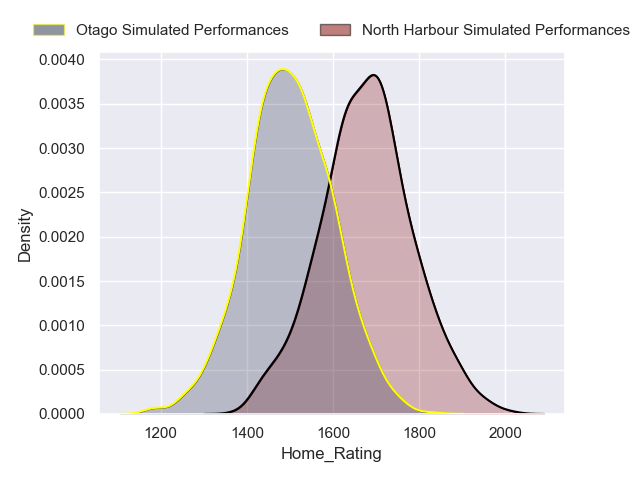 Otago Simulated Performances
North Harbour Simulated Performances
0.0040
0.0035
0.0030
0.0025
0.0020
0.0015
0.0010
0.0005
0.0000
Density
1200 1400 1600 1800 2000
Home_Rating